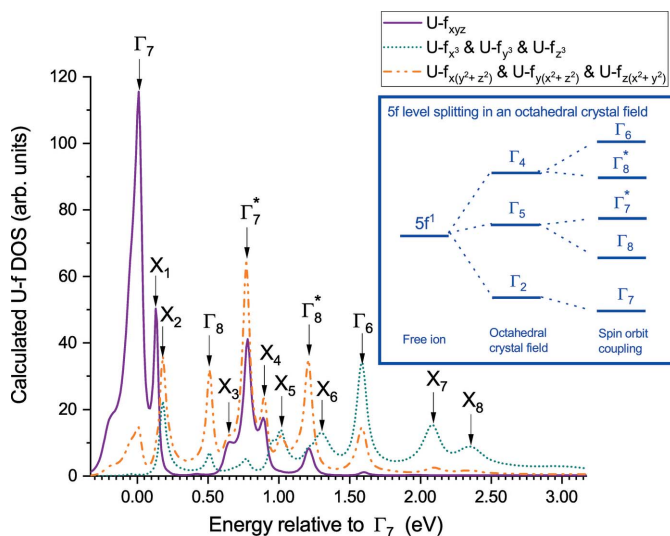 U-f_xyz
U-f_x³ & U-f_y³ & U-f_z³
U-f_x(y²+ z²) & U-f_y(x²+ z²) & U-f_z(x²+ y²)
Calculated U-f DOS (arb. units)
120
100
80
60
40
20
0
Γ₇
X₁
X₂
Γ₈
X₃
Γ₇*
X₄
X₅
Γ₈*
X₆
Γ₆
X₇
X₈
5f level splitting in an octahedral crystal field
5f¹
Γ₄
Γ₅
Γ₂
Γ₆
Γ₈*
Γ₇*
Γ₈
Γ₇
Free ion
Octahedral
crystal field
Spin orbit
coupling
0.00 0.50 1.00 1.50 2.00 2.50 3.00
Energy relative to Γ₇ (eV)